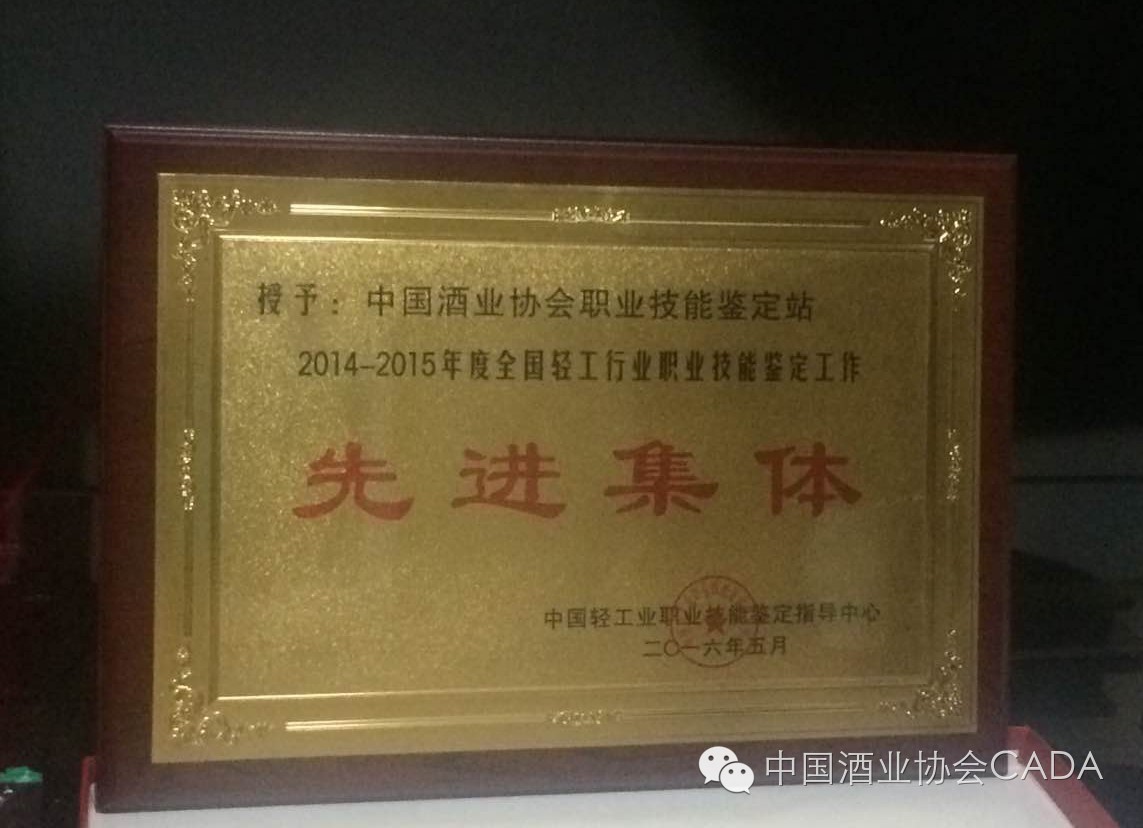 授予：中国酒业协会职业技能鉴定站
2014-2015年度全国轻工行业职业技能鉴定工作
先进集体
中国轻工业职业技能鉴定指导中心
二〇一六年五月
中国酒业协会CADA